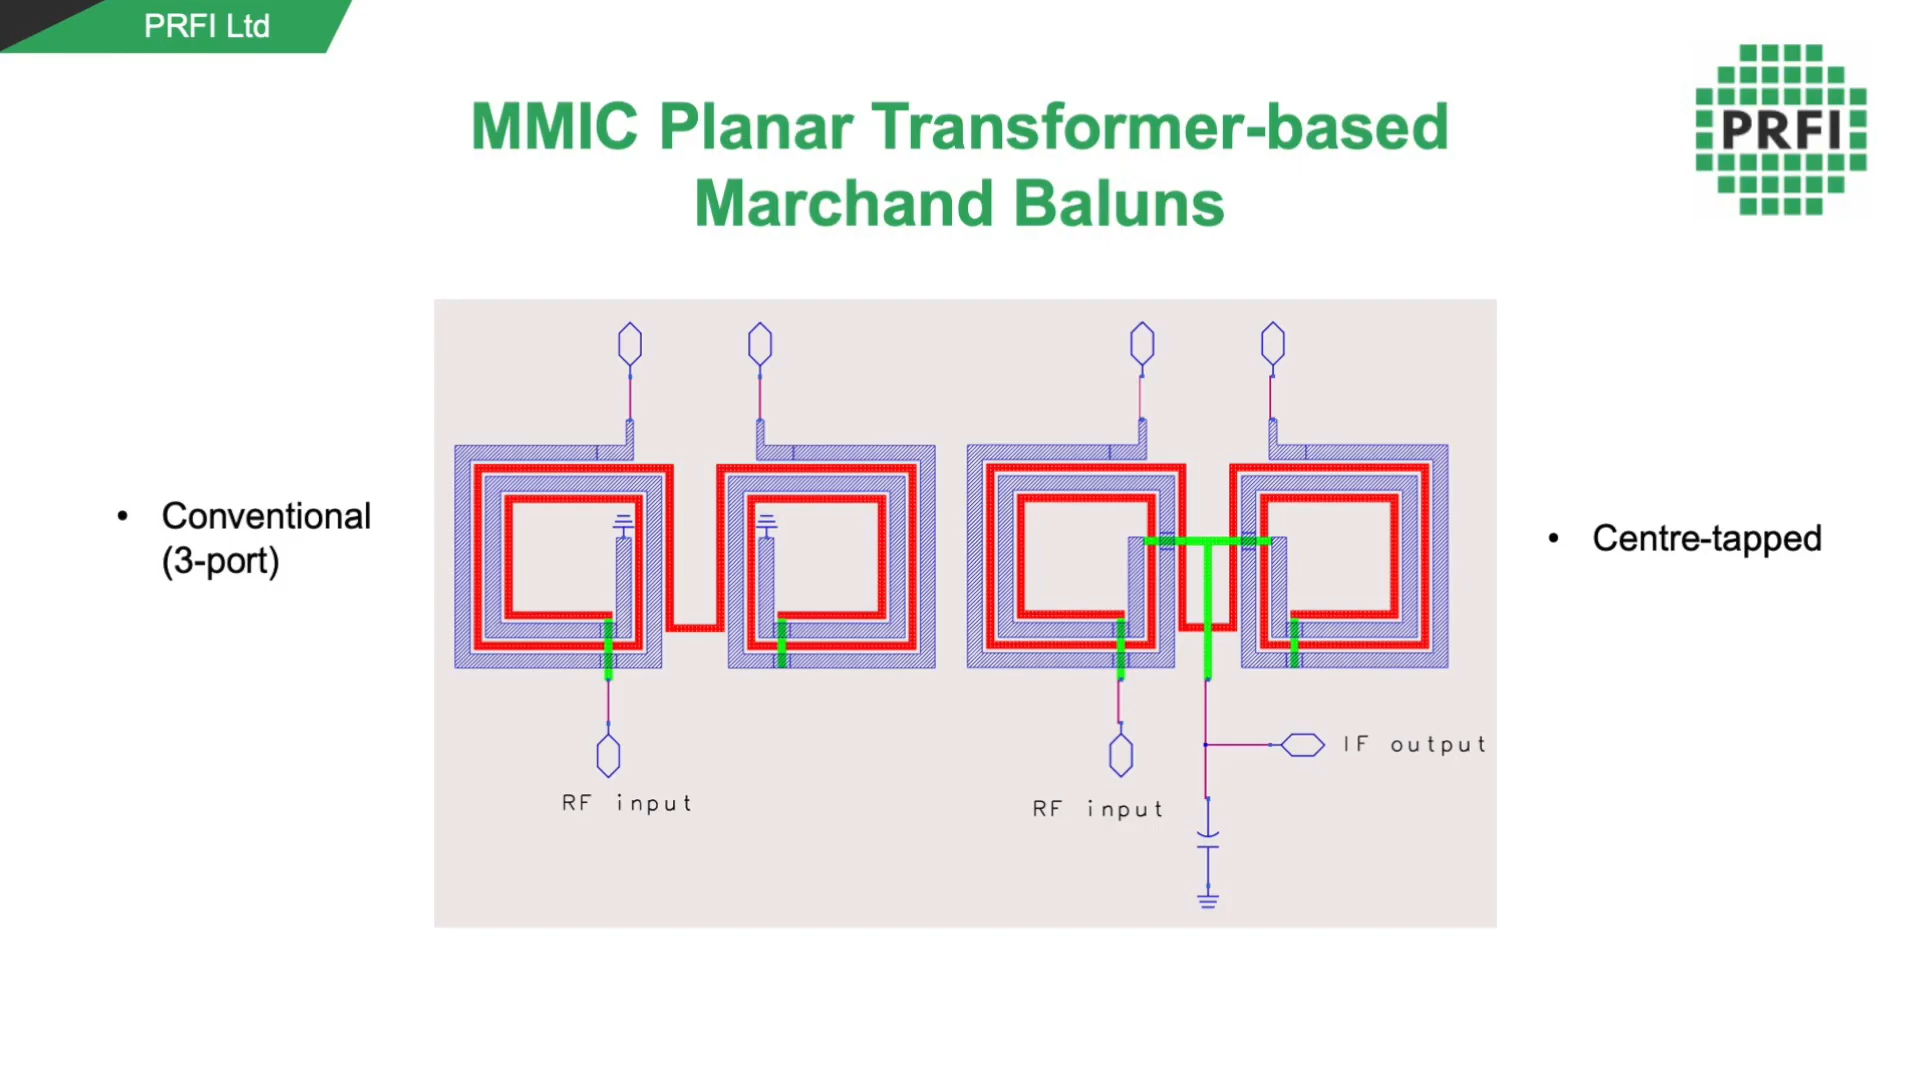 PRFI Ltd
MMIC Planar Transformer-based
Marchand Baluns
PRFI
• Conventional
(3-port)
• Centre-tapped
IF output
RF input
RF input